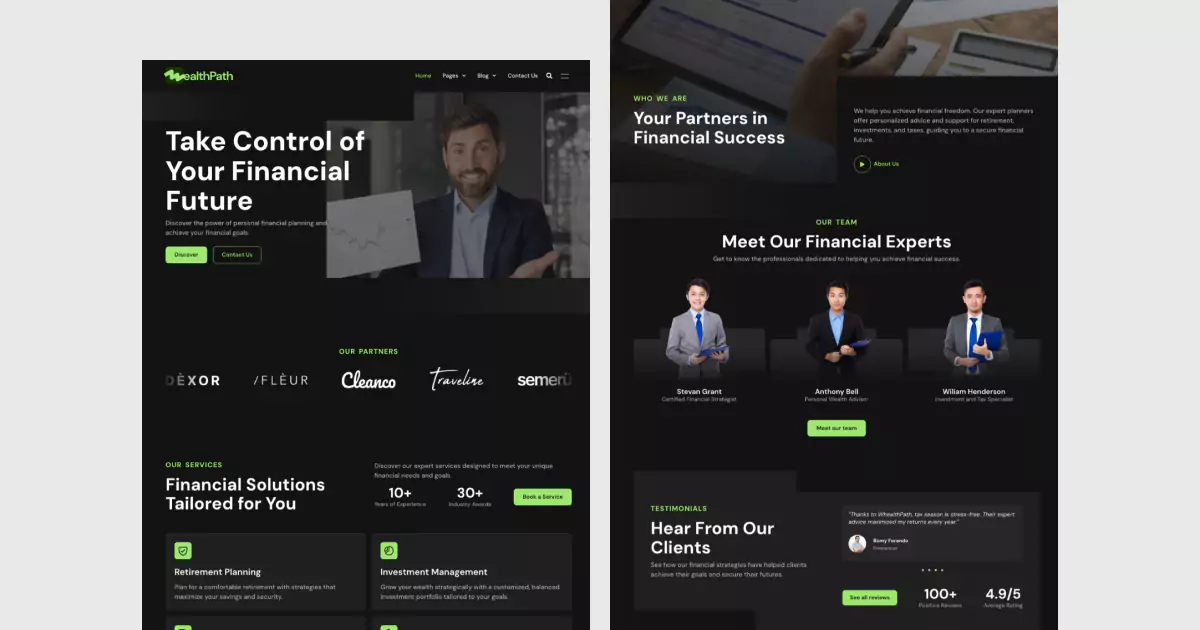 WealthPath
Home Pages Blog Contact Us
Take Control of
Your Financial
Future
Discover the power of personal financial planning and
achieve your financial goals.
Discover Contact Us
OUR PARTNERS
DÈXOR /FLÈUR Cleanco Traveline semerù
OUR SERVICES
Financial Solutions
Tailored for You
Discover our expert services designed to meet your unique
financial needs and goals.
10+ 30+
Years of Experience Industry Awards
Book a Service
Retirement Planning
Plan for a comfortable retirement with strategies that
maximize your savings and security.
Investment Management
Grow your wealth strategically with a customized, balanced
investment portfolio tailored to your goals.
WHO WE ARE
Your Partners in
Financial Success
We help you achieve financial freedom. Our expert planners
offer personalized advice and support for retirement,
investments, and taxes, guiding you to a secure financial
future.
About Us
OUR TEAM
Meet Our Financial Experts
Get to know the professionals dedicated to helping you achieve financial success.
Stevan Grant
Certified Financial Strategist
Anthony Bell
Personal Wealth Advisor
Wiliam Henderson
Investment and Tax Specialist
Meet our team
TESTIMONIALS
Hear From Our
Clients
See how our financial strategies have helped clients
achieve their goals and secure their futures.
"Thanks to WhealthPath, tax season is stress-free. Their expert
advice maximized my returns every year."
Romy Fernando
Freelancer
See all reviews
100+ 4.9/5
Positive Reviews Average Rating